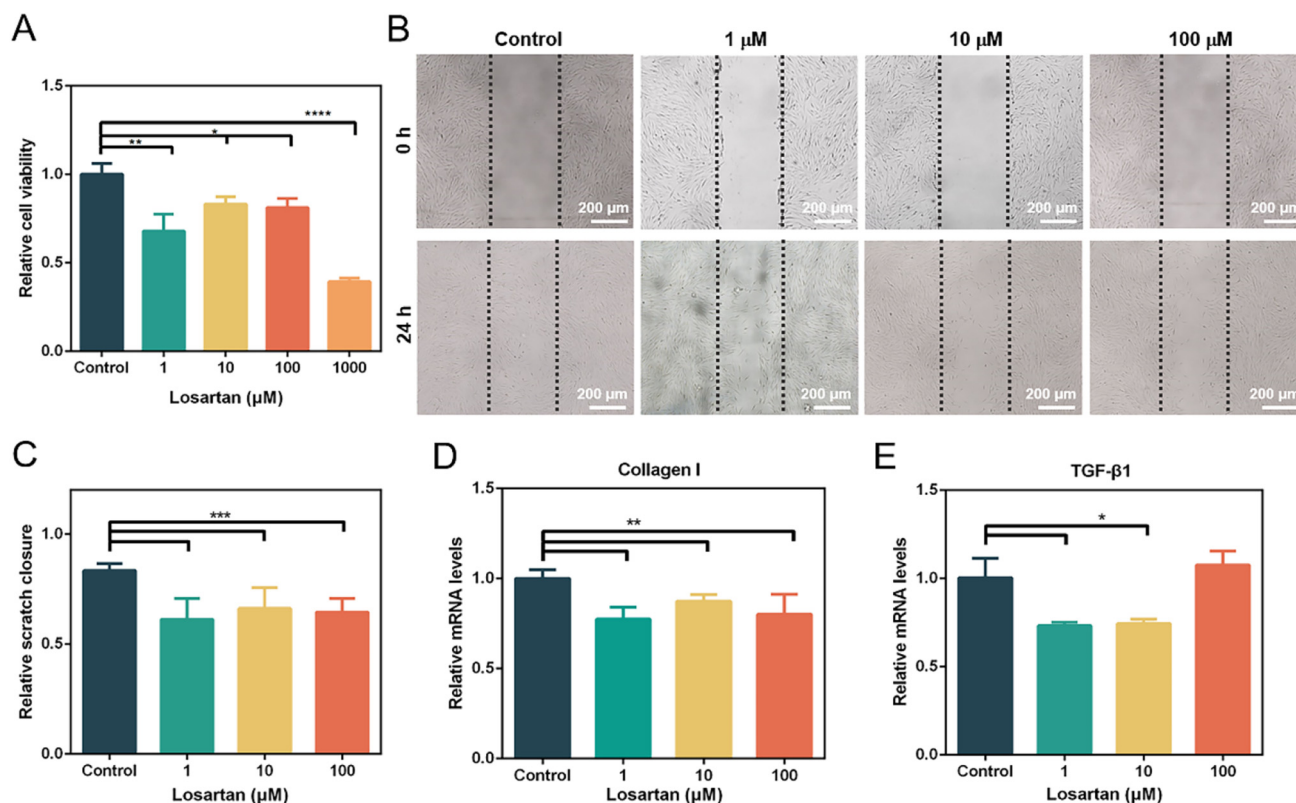 A
Relative cell viability
1.5
1.0
0.5
0.0
****
*
**
Control 1 10 100 1000
Losartan (µM)
B
Control 1 µM 10 µM 100 µM
0 h
200 µm 200 µm 200 µm 200 µm
24 h
200 µm 200 µm 200 µm 200 µm
C
Relative scratch closure
1.0
0.5
0.0
***
Control 1 10 100
Losartan (µM)
D
Collagen I
Relative mRNA levels
1.5
1.0
0.5
0.0
**
Control 1 10 100
Losartan (µM)
E
TGF-β1
Relative mRNA levels
1.5
1.0
0.5
0.0
*
Control 1 10 100
Losartan (µM)